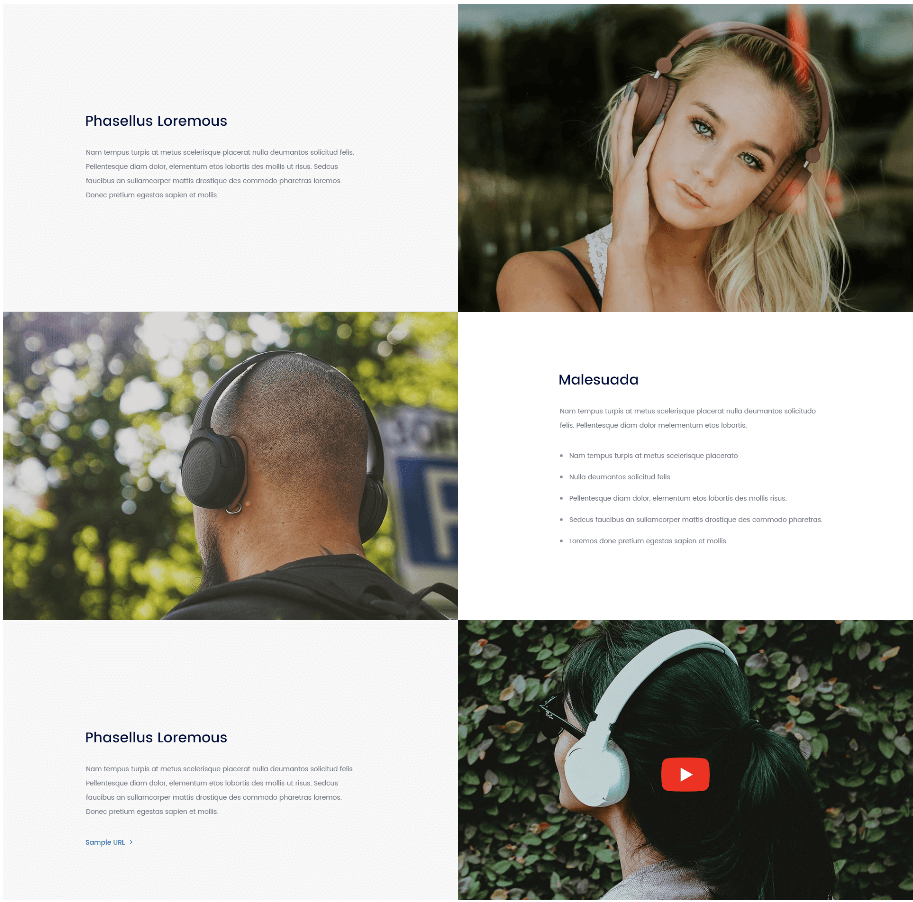 Phasellus Loremous
Nam tempus turpis at metus scelerisque placerat nulla deumantos solicitud felis.
Pellentesque diam dolor, elementum etos lobortis des mollis ut risus. Sedcus
faucibus an sullamcorper mattis drostique des commodo pharetras loremos.
Donec pretium egestas sapien et mollis.
Malesuada
Nam tempus turpis at metus scelerisque placerat nulla deumantos solicitudo
felis. Pellentesque diam dolor melementum etos lobortis.
• Nam tempus turpis at metus scelerisque placerato
• Nulla deumantos solicitud felis
• Pellentesque diam dolor, elementum etos lobortis des mollis risus.
• Sedcus faucibus an sullamcorper mattis drostique des commodo pharetras.
• Loremos done pretium egestas sapien et mollis
Phasellus Loremous
Nam tempus turpis at metus scelerisque placerat nulla deumantos solicitud felis
Pellentesque diam dolor, elementum etos lobortis des mollis ut risus. Sedcus
faucibus an sullamcorper mattis drostique des commodo pharetras loremos.
Donec pretium egestas sapien et mollis.
Sample URL >